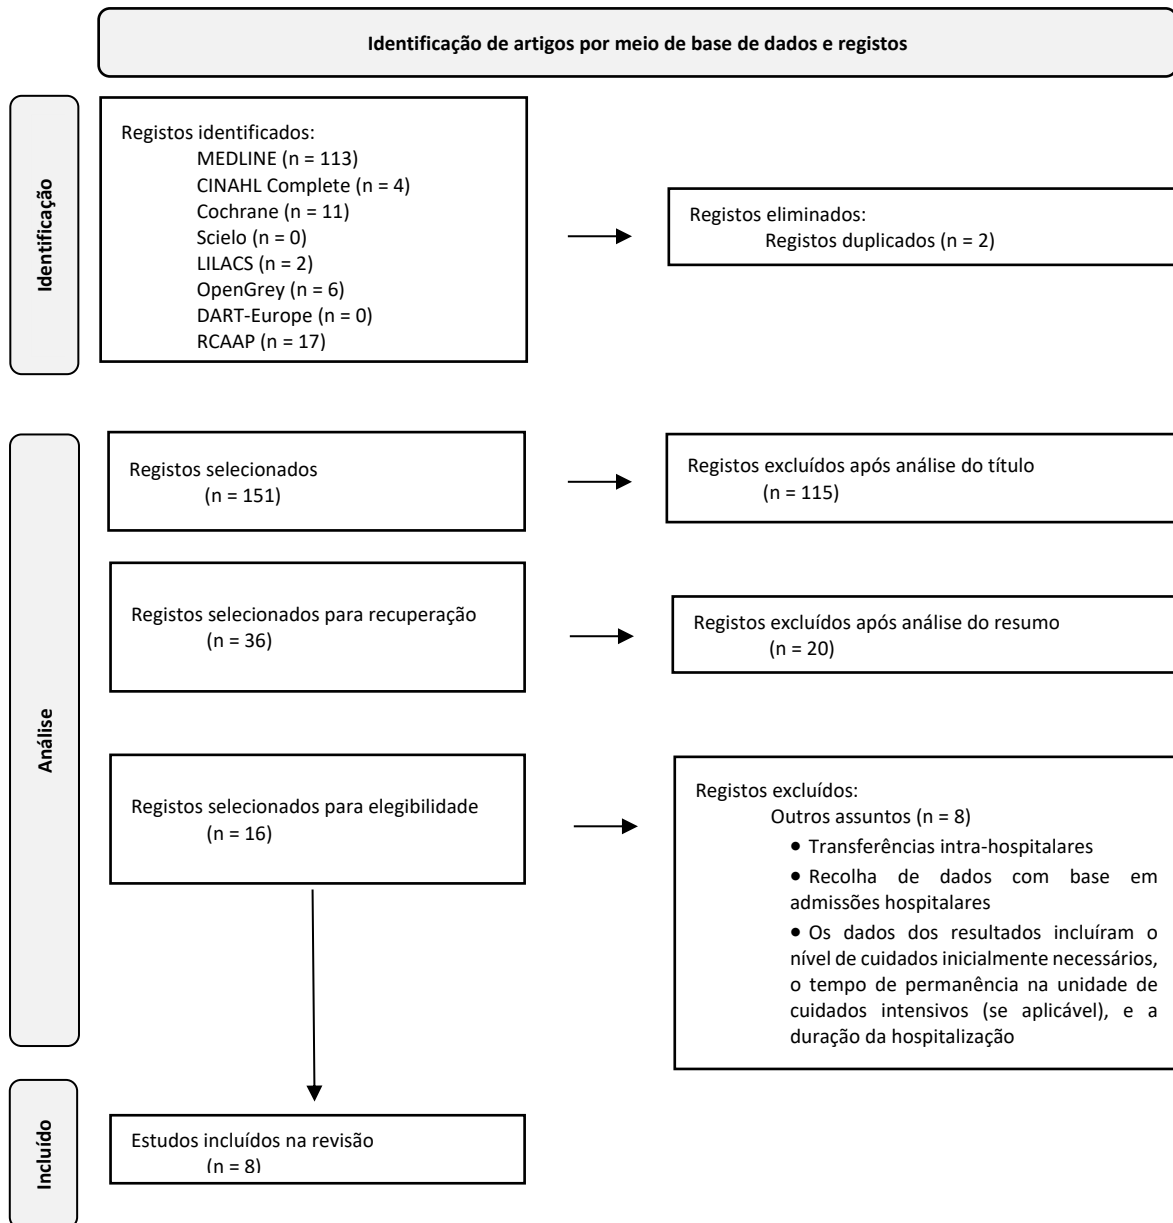 Identificação de artigos por meio de base de dados e registos
Identificação
Registos identificados:
MEDLINE (n = 113)
CINAHL Complete (n = 4)
Cochrane (n = 11)
Scielo (n = 0)
LILACS (n = 2)
OpenGrey (n = 6)
DART-Europe (n = 0)
RCAAP (n = 17)
Registos eliminados:
Registos duplicados (n = 2)
Análise
Registos selecionados
(n = 151)
Registos excluídos após análise do título
(n = 115)
Registos selecionados para recuperação
(n = 36)
Registos excluídos após análise do resumo
(n = 20)
Registos selecionados para elegibilidade
(n = 16)
Registos excluídos:
Outros assuntos (n = 8)
• Transferências intra-hospitalares
• Recolha de dados com base em
admissões hospitalares
• Os dados dos resultados incluíram o
nível de cuidados inicialmente necessários,
o tempo de permanência na unidade de
cuidados intensivos (se aplicável), e a
duração da hospitalização
Incluído
Estudos incluídos na revisão
(n = 8)